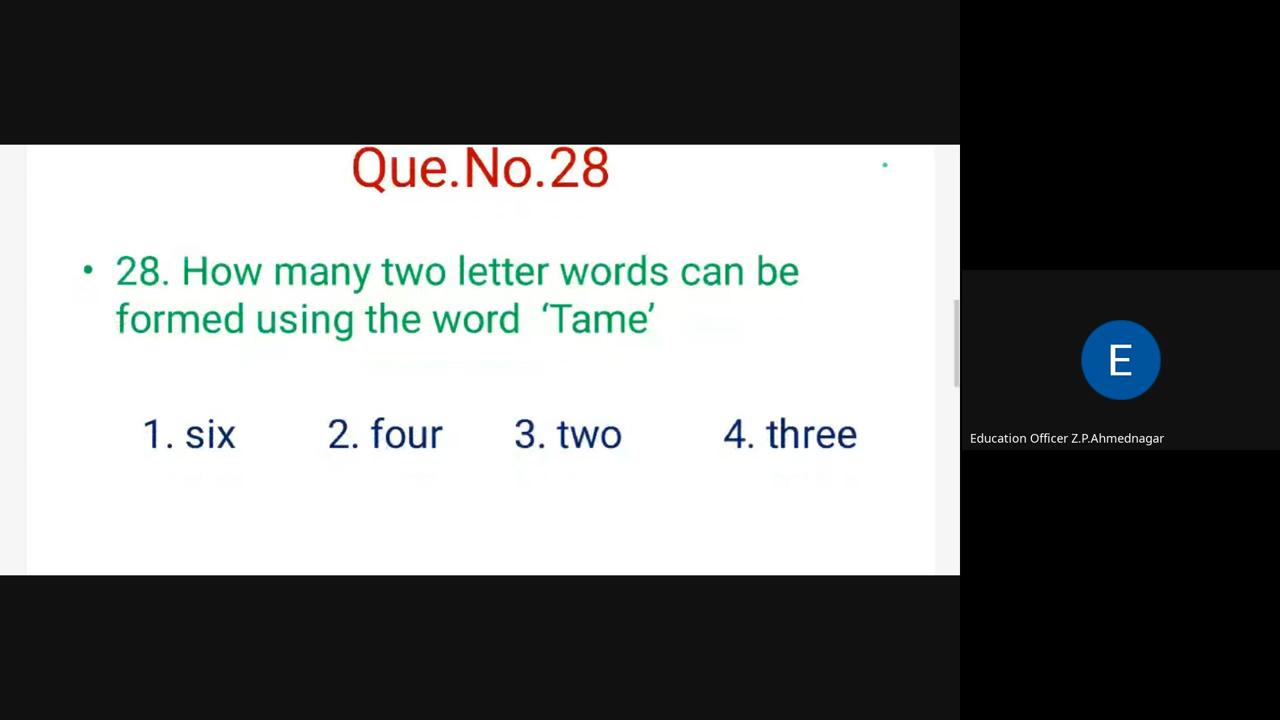 Que.No.28
• 28. How many two letter words can be
formed using the word ‘Tame’
1. six 2. four 3. two 4. three
E
Education Officer Z.P.Ahmednagar